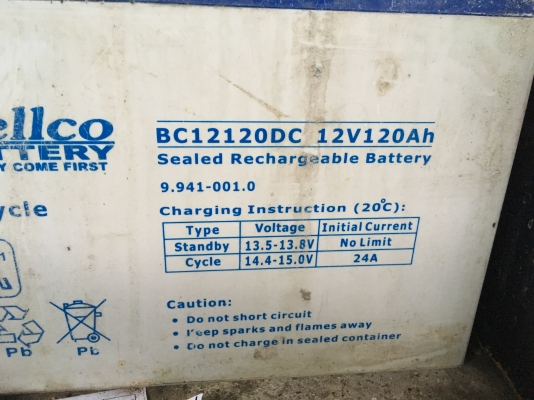 ellco
BATTERY
Y COME FIRST
ycle
Pb
Pb
BC12120DC 12V120Ah
Sealed Rechargeable Battery
9.941-001.0
Charging Instruction (20℃):
Type Voltage Initial Current
Standby 13.5-13.8V No Limit
Cycle 14.4-15.0V 24A
Caution:
• Do not short circuit
• Keep sparks and flames away
• Do not charge in sealed container